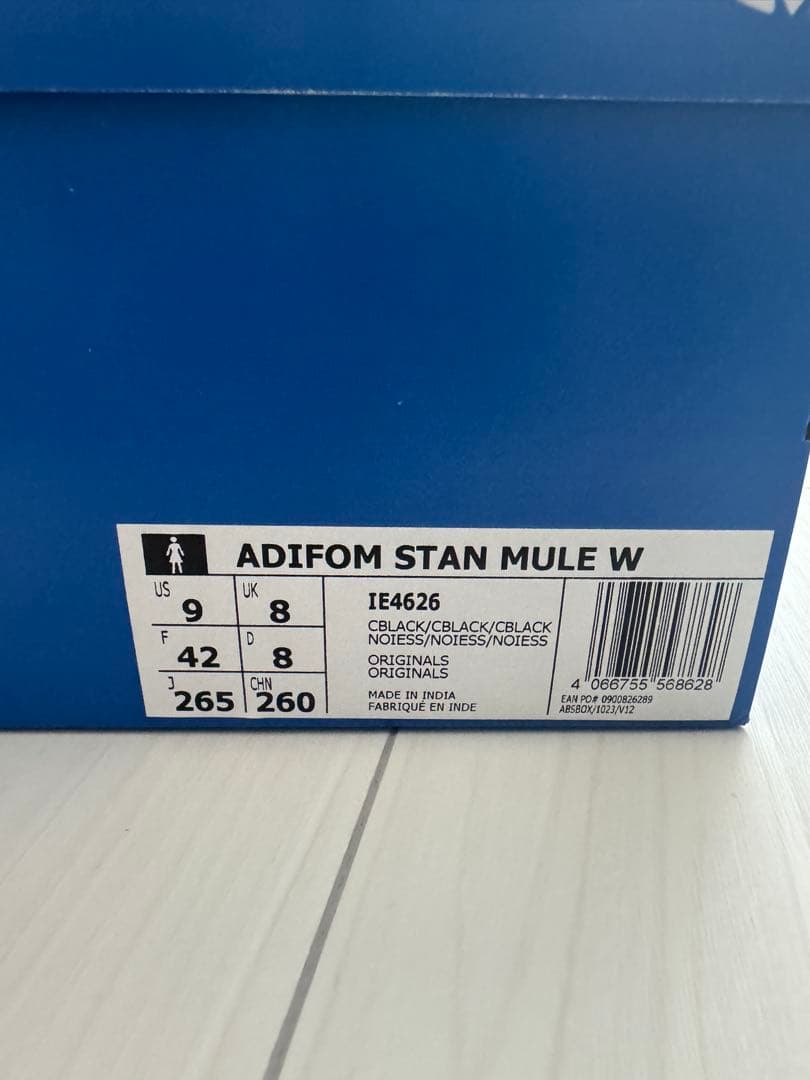 ADIFOM STAN MULE W
US 9 UK 8
F 42 D 8
J 265 CHN 260
IE4626
CBLACK/CBLACK/CBLACK
NOIESS/NOIESS/NOIESS
ORIGINALS
ORIGINALS
MADE IN INDIA
FABRIQUÉ EN INDE
4 066755 568628
EAN PO# 0900826289
ABSBOX/1023/V12